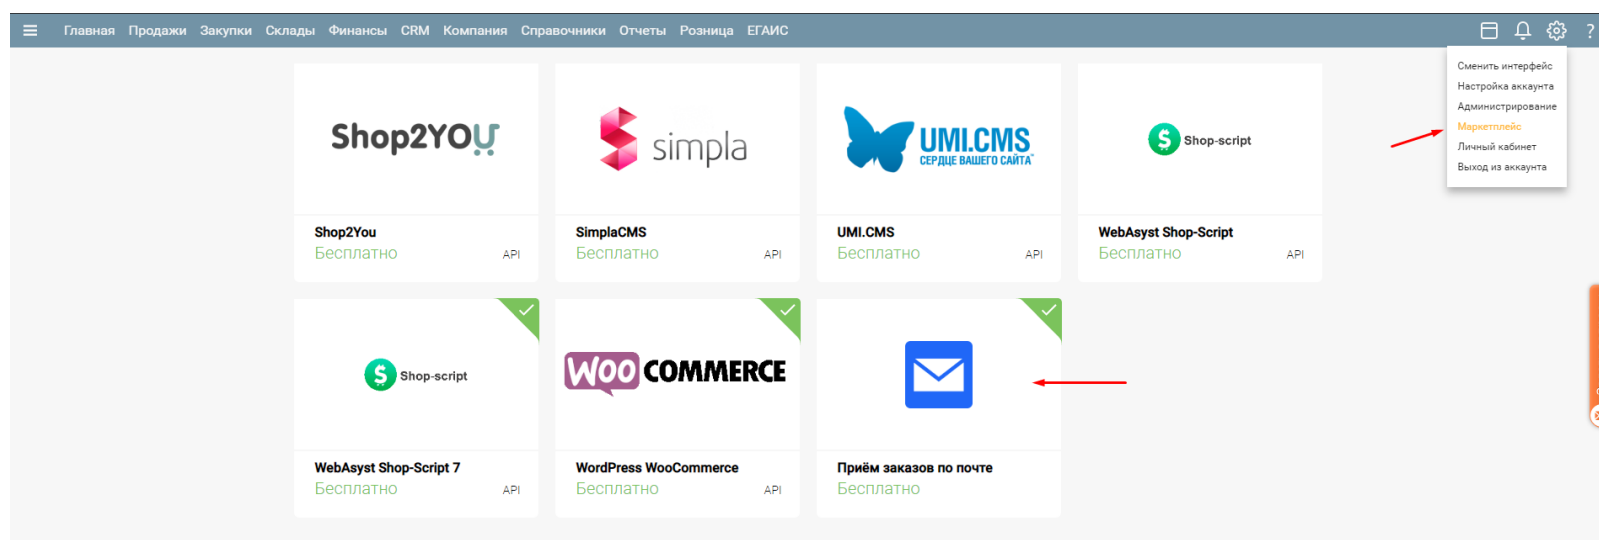 Главная Продажи Закупки Склады Финансы CRM Компания Справочники Отчеты Розница ЕГАИС ?
Сменить интерфейс
Настройка аккаунта
Администрирование
Маркетплейс
Личный кабинет
Выход из аккаунта
Shop2YOU
simpla
UMI.CMS
СЕРДЦЕ ВАШЕГО САЙТА
Shop-script
Shop2You
Бесплатно API
SimplaCMS
Бесплатно API
UMI.CMS
Бесплатно API
WebAsyst Shop-Script
Бесплатно API
Shop-script
WOO COMMERCE
WebAsyst Shop-Script 7
Бесплатно API
WordPress WooCommerce
Бесплатно API
Приём заказов по почте
Бесплатно